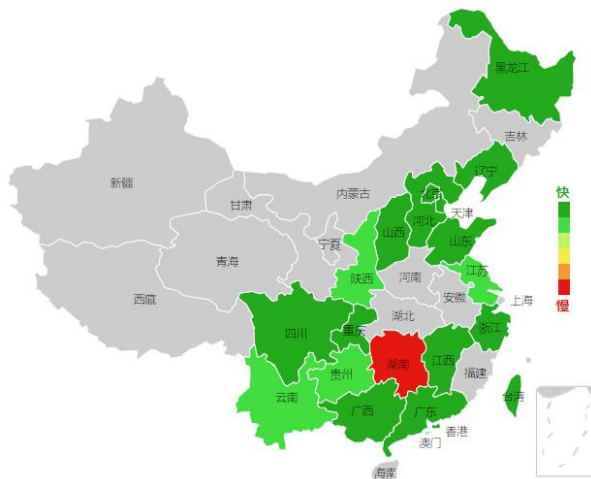 黑龙江
吉林
辽宁
新疆
内蒙古
北京
天津
甘肃
河北
山西
山东
宁夏
青海
陕西
河南
江苏
西藏
安徽
上海
湖北
四川
重庆
浙江
湖南
江西
贵州
福建
云南
广西
广东
台湾
香港
澳门
海南
快
慢